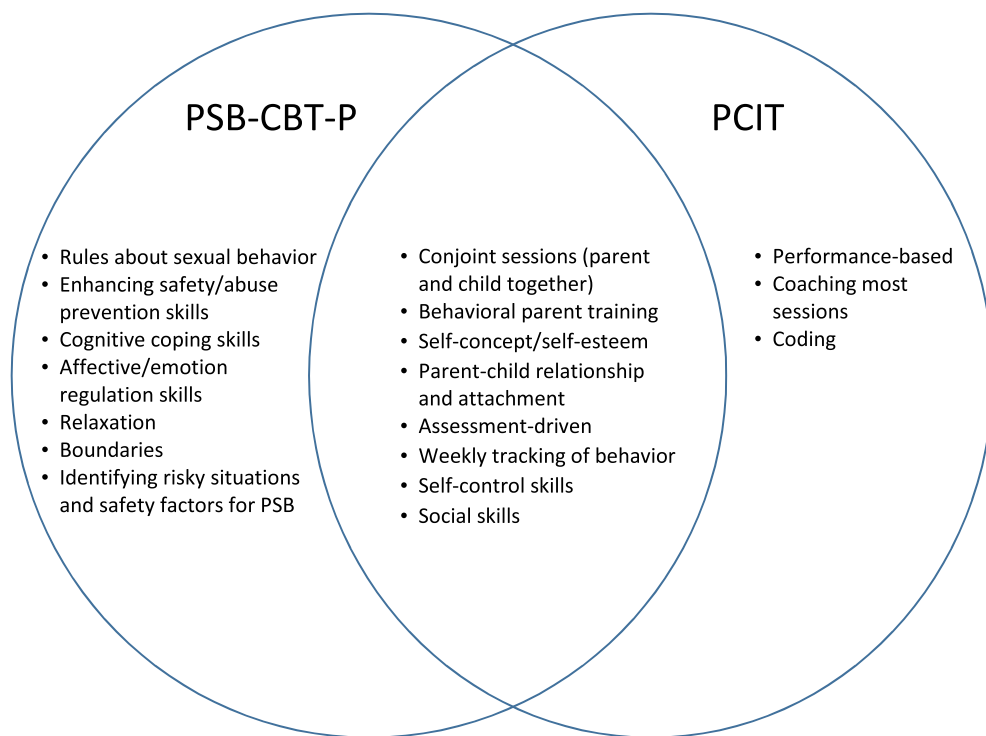 PSB-CBT-P
PCIT
• Rules about sexual behavior
• Enhancing safety/abuse
prevention skills
• Cognitive coping skills
• Affective/emotion
regulation skills
• Relaxation
• Boundaries
• Identifying risky situations
and safety factors for PSB
• Conjoint sessions (parent
and child together)
• Behavioral parent training
• Self-concept/self-esteem
• Parent-child relationship
and attachment
• Assessment-driven
• Weekly tracking of behavior
• Self-control skills
• Social skills
• Performance-based
• Coaching most
sessions
• Coding